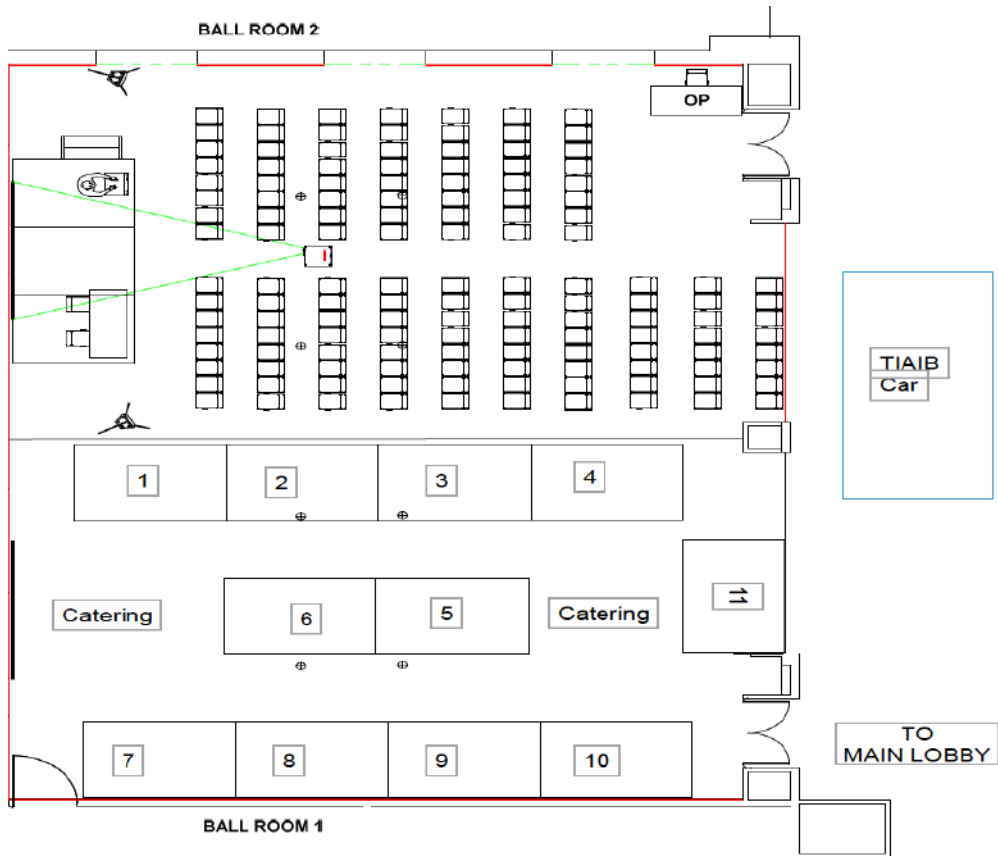 BALL ROOM 2
OP
TIAIB
Car
1
2
3
4
Catering
6
5
Catering
11
7
8
9
10
TO
MAIN LOBBY
BALL ROOM 1